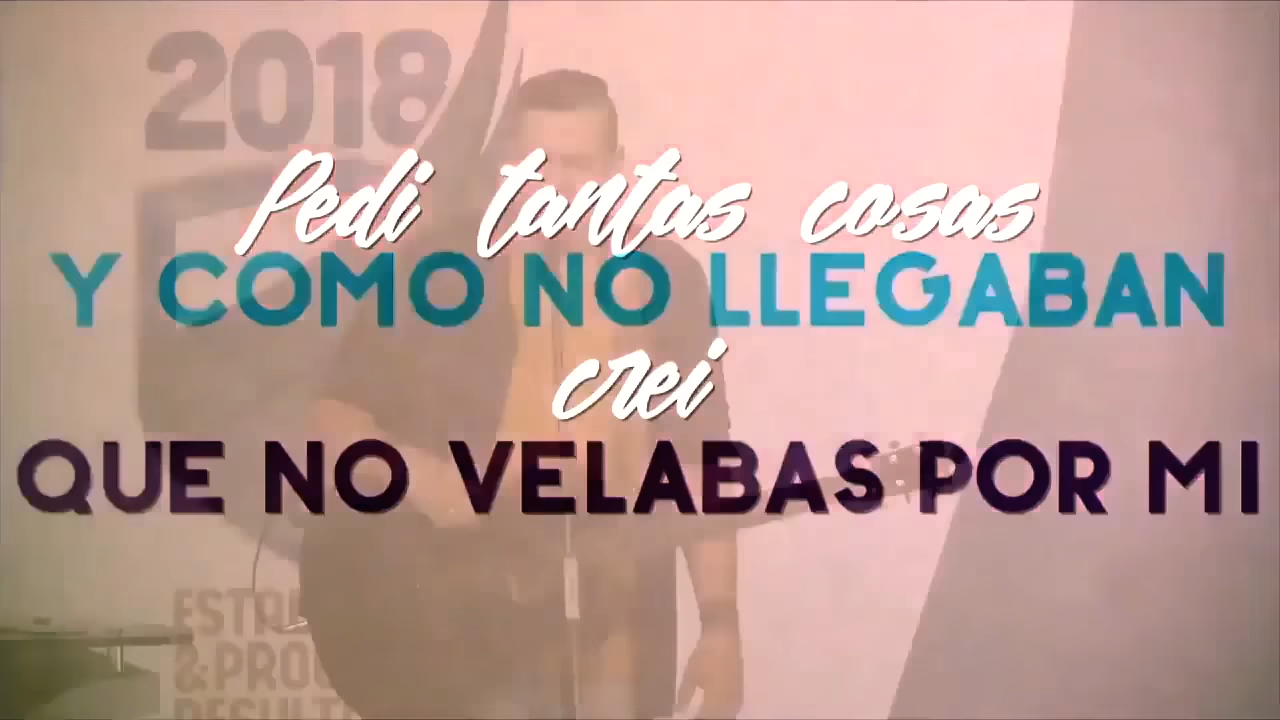 2018
Pedi tantas cosas
Y COMO NO LLEGABAN
crei
QUE NO VELABAS POR MI